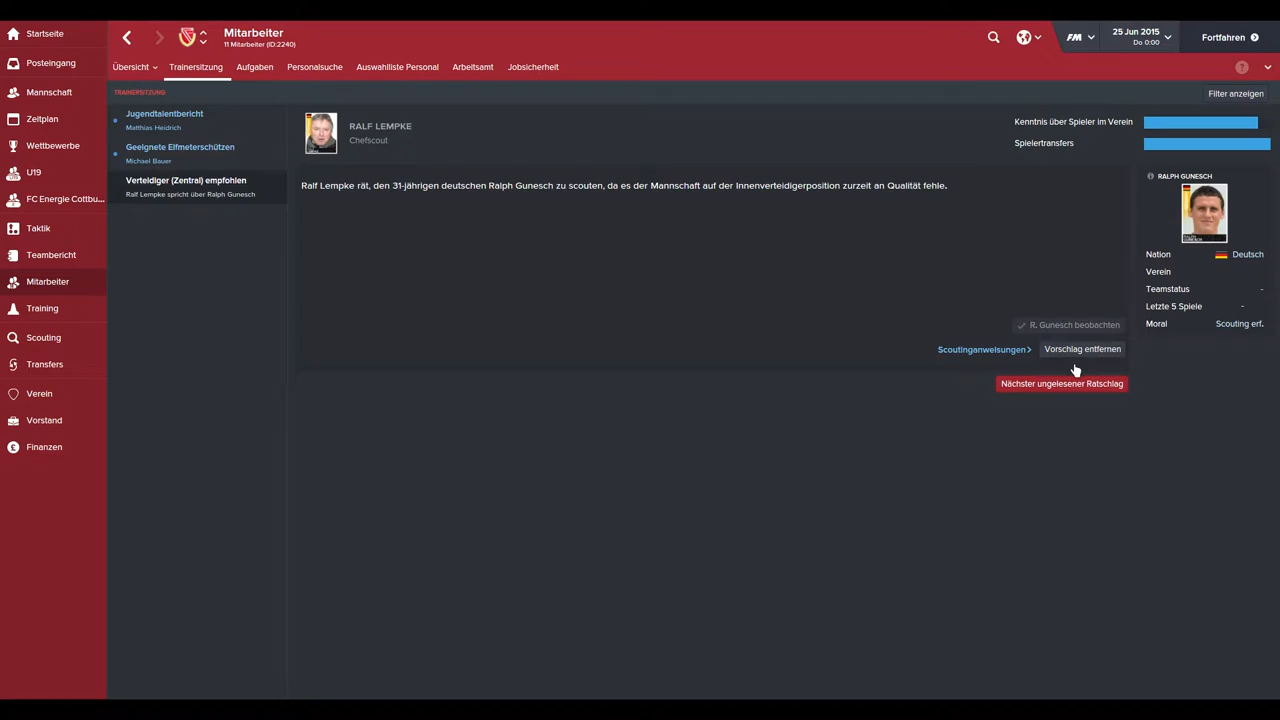 Startseite
Posteingang
Mannschaft
Zeitplan
Wettbewerbe
U19
FC Energie Cottbu...
Taktik
Teambericht
Mitarbeiter
Training
Scouting
Transfers
Verein
Vorstand
Finanzen
Mitarbeiter
11 Mitarbeiter (ID:2240)
FM
25 Jun 2015
Do 0:00
Fortfahren
Übersicht
Trainersitzung
Aufgaben
Personalsuche
Auswahlliste Personal
Arbeitsamt
Jobsicherheit
?
TRAINERSITZUNG
Filter anzeigen
Jugendtalentbericht
Matthias Heidrich
Geeignete Elfmeterschützen
Michael Bauer
Verteidiger (Zentral) empfohlen
Ralf Lempke spricht über Ralph Gunesch
RALF LEMPKE
Chefscout
Kenntnis über Spieler im Verein
Spielertransfers
Ralf Lempke rät, den 31-jährigen deutschen Ralph Gunesch zu scouten, da es der Mannschaft auf der Innenverteidigerposition zurzeit an Qualität fehle.
R. Gunesch beobachten
Scoutinganweisungen >
Vorschlag entfernen
Nächster ungelesener Ratschlag
RALPH GUNESCH
Nation Deutsch
Verein
Teamstatus -
Letzte 5 Spiele -
Moral Scouting erf.